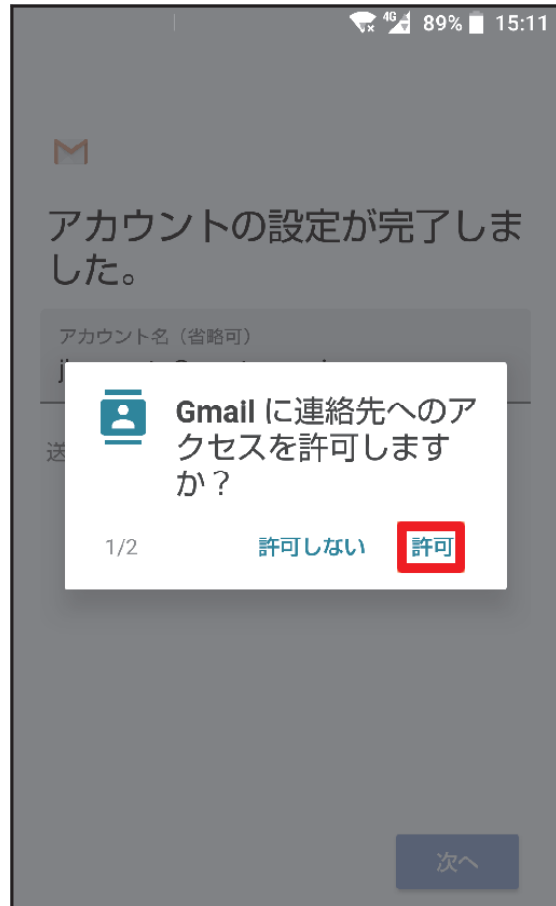 4G 89% 15:11
アカウントの設定が完了しま
した。
アカウント名（省略可）
Gmail に連絡先へのア
クセスを許可します
か？
送
1/2 許可しない 許可
次へ